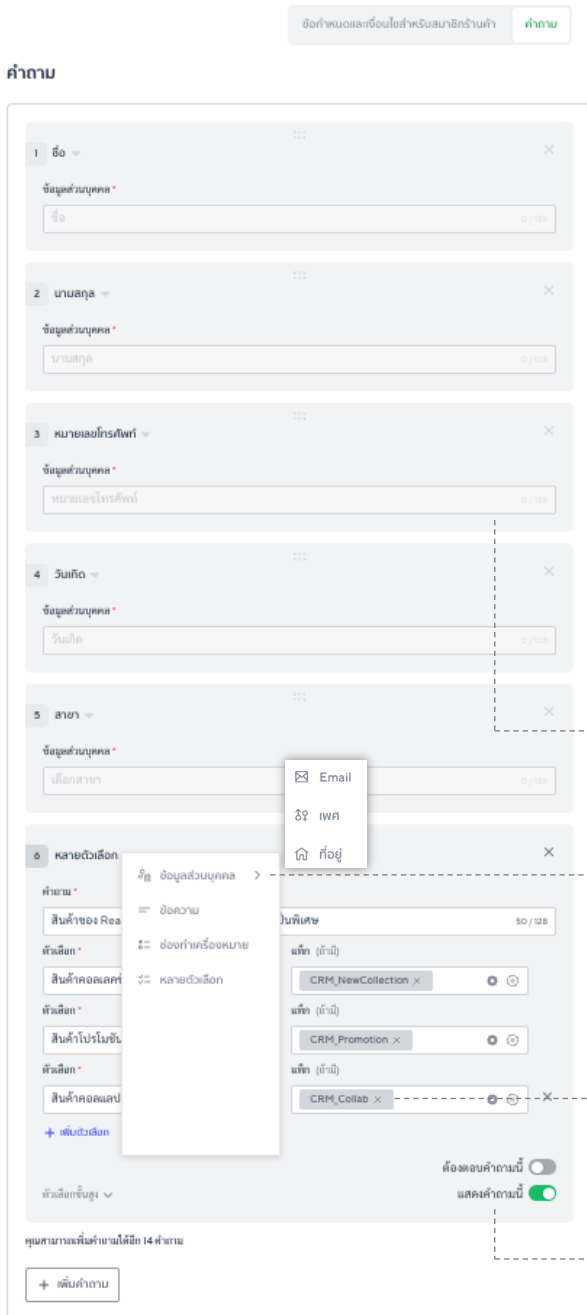 ข้อกำหนดและเงื่อนไขสำหรับสมาชิกร้านค้า คำถาม
คำถาม
1 ชื่อ
ข้อมูลส่วนบุคคล *
ชื่อ 0 / 128
2 นามสกุล
ข้อมูลส่วนบุคคล *
นามสกุล 0 / 128
3 หมายเลขโทรศัพท์
ข้อมูลส่วนบุคคล *
หมายเลขโทรศัพท์ 0 / 128
4 วันเกิด
ข้อมูลส่วนบุคคล *
วันเกิด 0 / 128
5 สาขา
ข้อมูลส่วนบุคคล *
เลือกสาขา 0 / 128
Email
เพศ
ที่อยู่
6 หลายตัวเลือก
ข้อมูลส่วนบุคคล
ข้อความ
ช่องทำเครื่องหมาย
หลายตัวเลือก
คำถาม *
สินค้าของ Rea ป็นพิเศษ 50 / 128
ตัวเลือก * แท็ก (ถ้ามี)
สินค้าคอลเลคช CRM_NewCollection ×
ตัวเลือก * แท็ก (ถ้ามี)
สินค้าโปรโมชัน CRM_Promotion ×
ตัวเลือก * แท็ก (ถ้ามี)
สินค้าคอลแลป CRM_Collab ×
+ เพิ่มตัวเลือก
ต้องตอบคำถามนี้
ตัวเลือกขั้นสูง แสดงคำถามนี้
คุณสามารถเพิ่มคำถามได้อีก 14 คำถาม
+ เพิ่มคำถาม